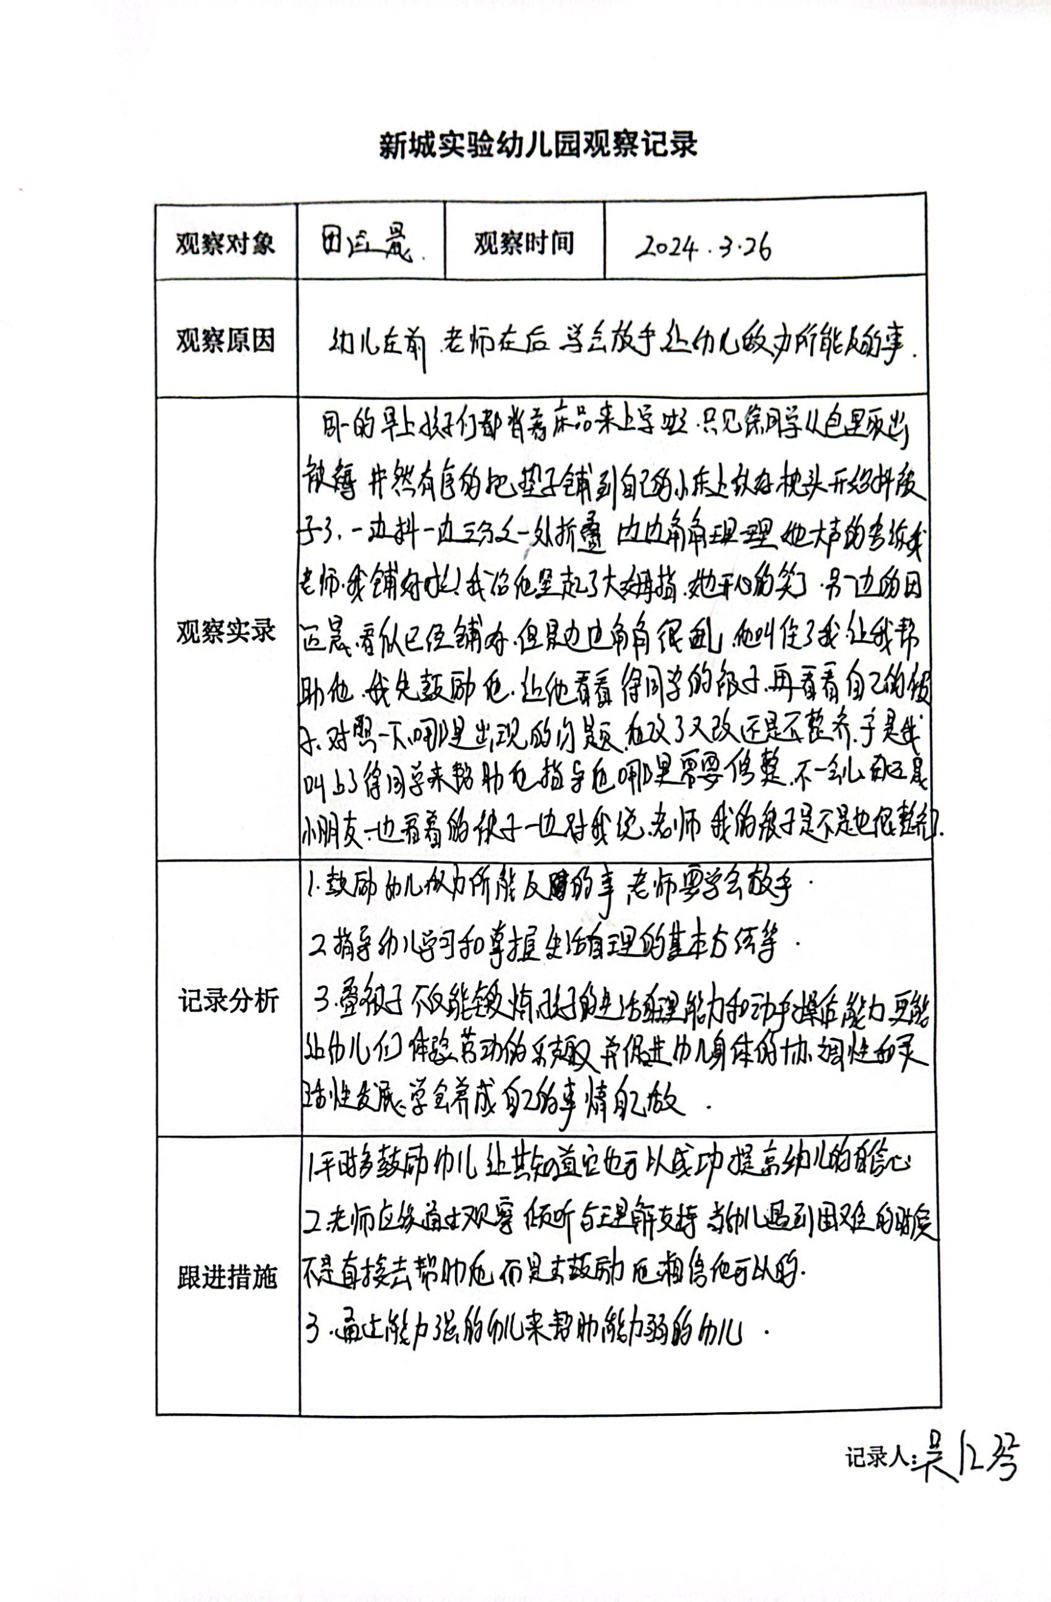 新城实验幼儿园观察记录
观察对象 田运晨. 观察时间 2024.3.26
观察原因 幼儿在前 老师在后 学会放手让幼儿做力所能及的事.
观察实录
周一的早上孩子们都背着床品来上学啦.只见徐同学从包里取出
被褥 井然有序的把垫子铺到自己的小床上放好枕头开始抖被
子了.一边抖一边三分之一处折叠 边边角角理一理 她大声的告诉我
老师.我铺好啦!我给他竖起了大姆指.她开心的笑了.另一边的田
运晨.看似已经铺好.但是边边角角很乱 他叫住了我让我帮
助他.我先鼓励他.让他看看徐同学的被子.再看看自己的被
子.对照一下哪里出现的问题 在改了又改还是不整齐.于是我
叫上了徐同学来帮助他指导他哪里需要修整.不一会儿田运晨
小朋友一边看着的被子一边对我说.老师 我的被子是不是也很整齐了.
记录分析
1.鼓励幼儿做力所能及的事 老师要学会放手.
2.指导幼儿学习和掌握生活自理的基本方法等.
3.叠被子不仅能锻炼孩子的生活自理能力和动手操作能力 更能
让幼儿们体验劳动的乐趣 并促进幼儿身体的协调性和灵
活性发展.学会养成自己的事情自己做.
跟进措施
1.平时多鼓励幼儿 让其知道它也可以成功 提高幼儿的自信心
2.老师应该通过观察 倾听与理解支持 当幼儿遇到困难的时候
不是直接去帮助他 而是去鼓励他相信他可以的.
3.通过能力强的幼儿来帮助能力弱的幼儿.
记录人:吴